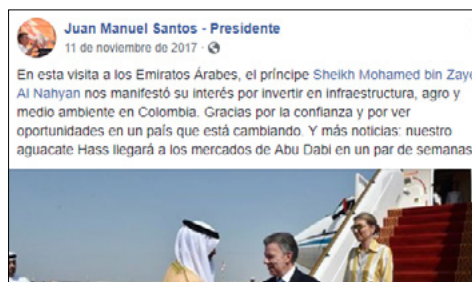 Juan Manuel Santos - Presidente
11 de noviembre de 2017 ·
En esta visita a los Emiratos Árabes, el príncipe Sheikh Mohamed bin
Al Nahyan nos manifestó su interés por invertir en infraestructura, agro y
medio ambiente en Colombia. Gracias por la confianza y por ver
oportunidades en un país que está cambiando. Y más noticias: nuestro
aguacate Hass llegará a los mercados de Abu Dabi en un par de semanas